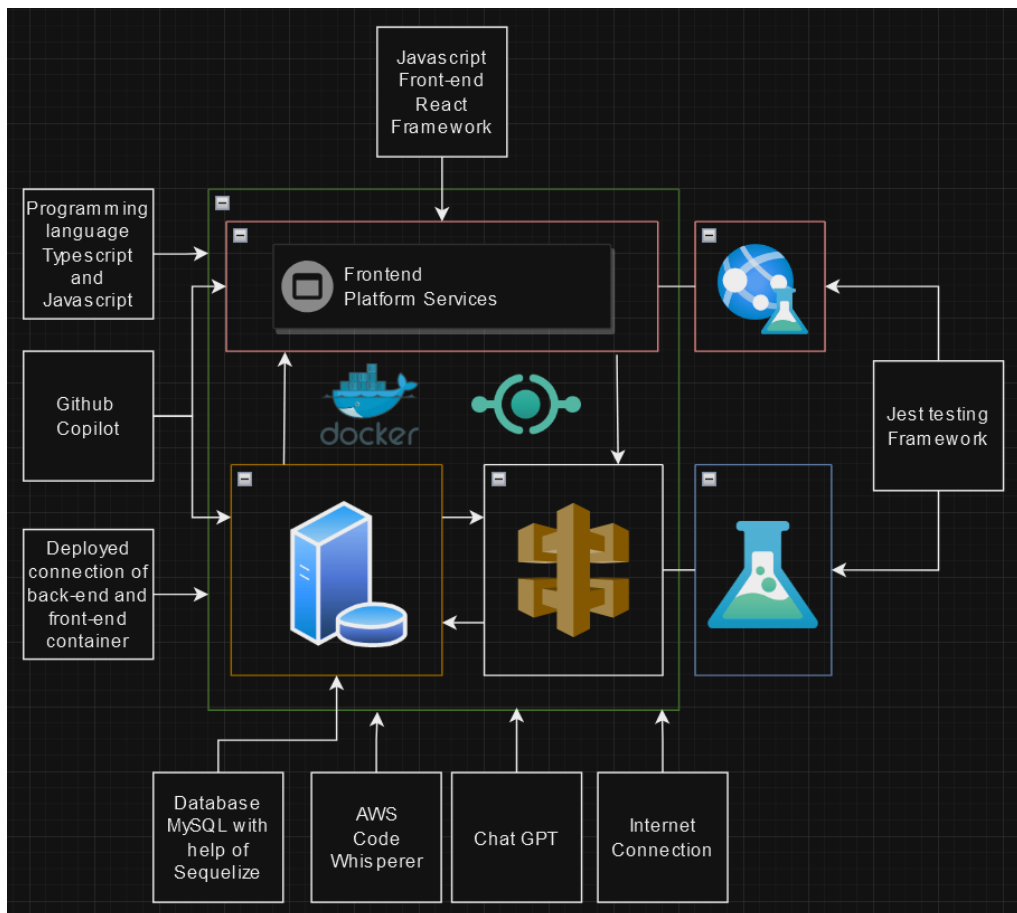 Javascript
Front-end
React
Framework
Programming
language
Typescript
and
Javascript
Frontend
Platform Services
Github
Copilot
docker
Jest testing
Framework
Deployed
connection of
back-end and
front-end
container
Database
MySQL with
help of
Sequelize
AWS
Code
Whisperer
Chat GPT
Internet
Connection